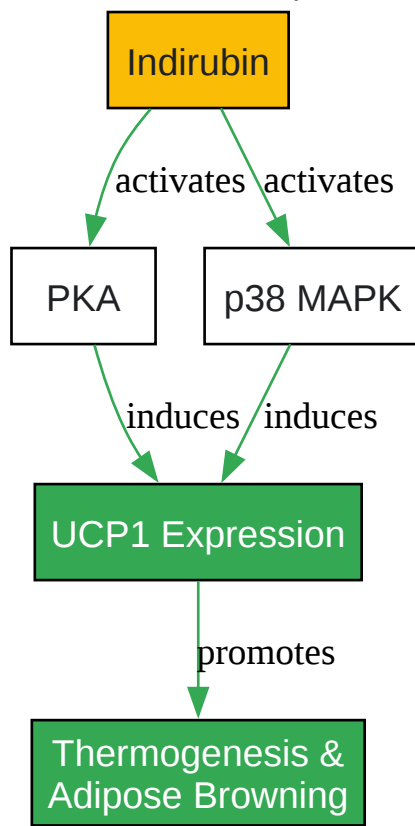 Indirubin
activates activates
PKA
p38 MAPK
induces induces
UCP1 Expression
promotes
Thermogenesis &
Adipose Browning